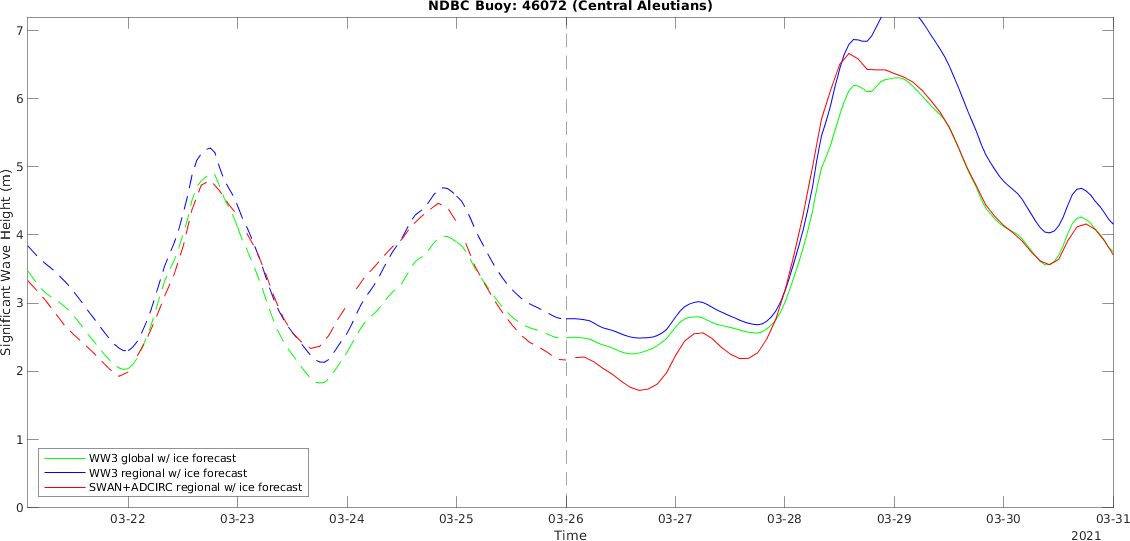 NDBC Buoy: 46072 (Central Aleutians)
7
6
5
4
3
2
1
0
Significant Wave Height (m)
WW3 global w/ ice forecast
WW3 regional w/ ice forecast
SWAN+ADCIRC regional w/ ice forecast
03-22 03-23 03-24 03-25 03-26 03-27 03-28 03-29 03-30 03-31
Time
2021